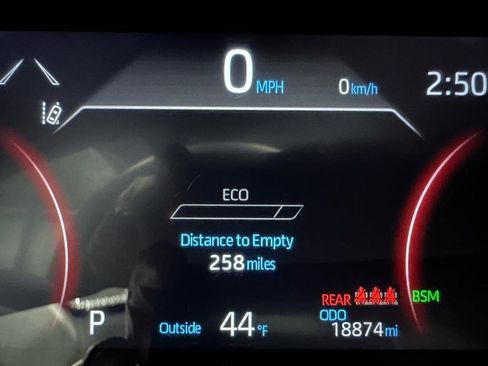 0 MPH 0 km/h 2:50
ECO
Distance to Empty
258 miles
REAR BSM
P Outside 44 °F ODO
18874 mi